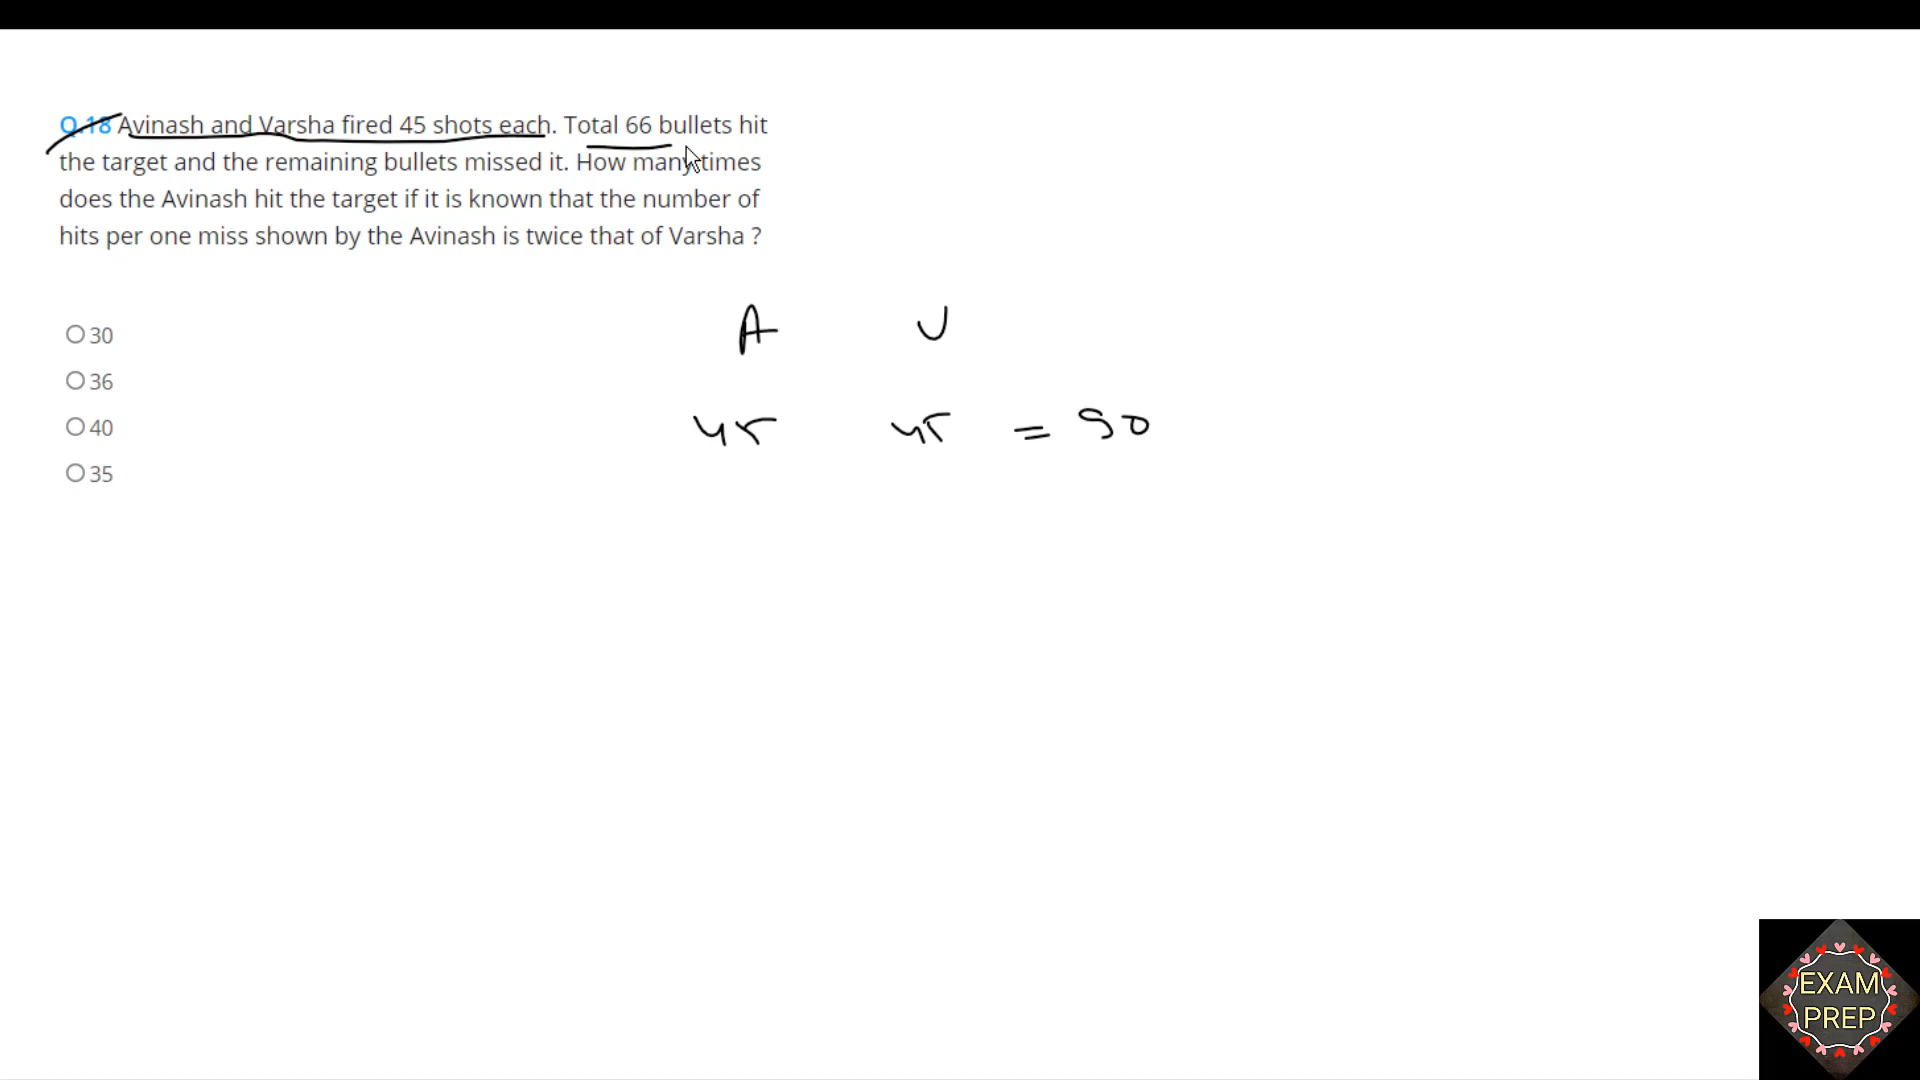 Q.18 Avinash and Varsha fired 45 shots each. Total 66 bullets hit
the target and the remaining bullets missed it. How many times
does the Avinash hit the target if it is known that the number of
hits per one miss shown by the Avinash is twice that of Varsha ?
30
36
40
35
A V
45 45 = 90
EXAM
PREP